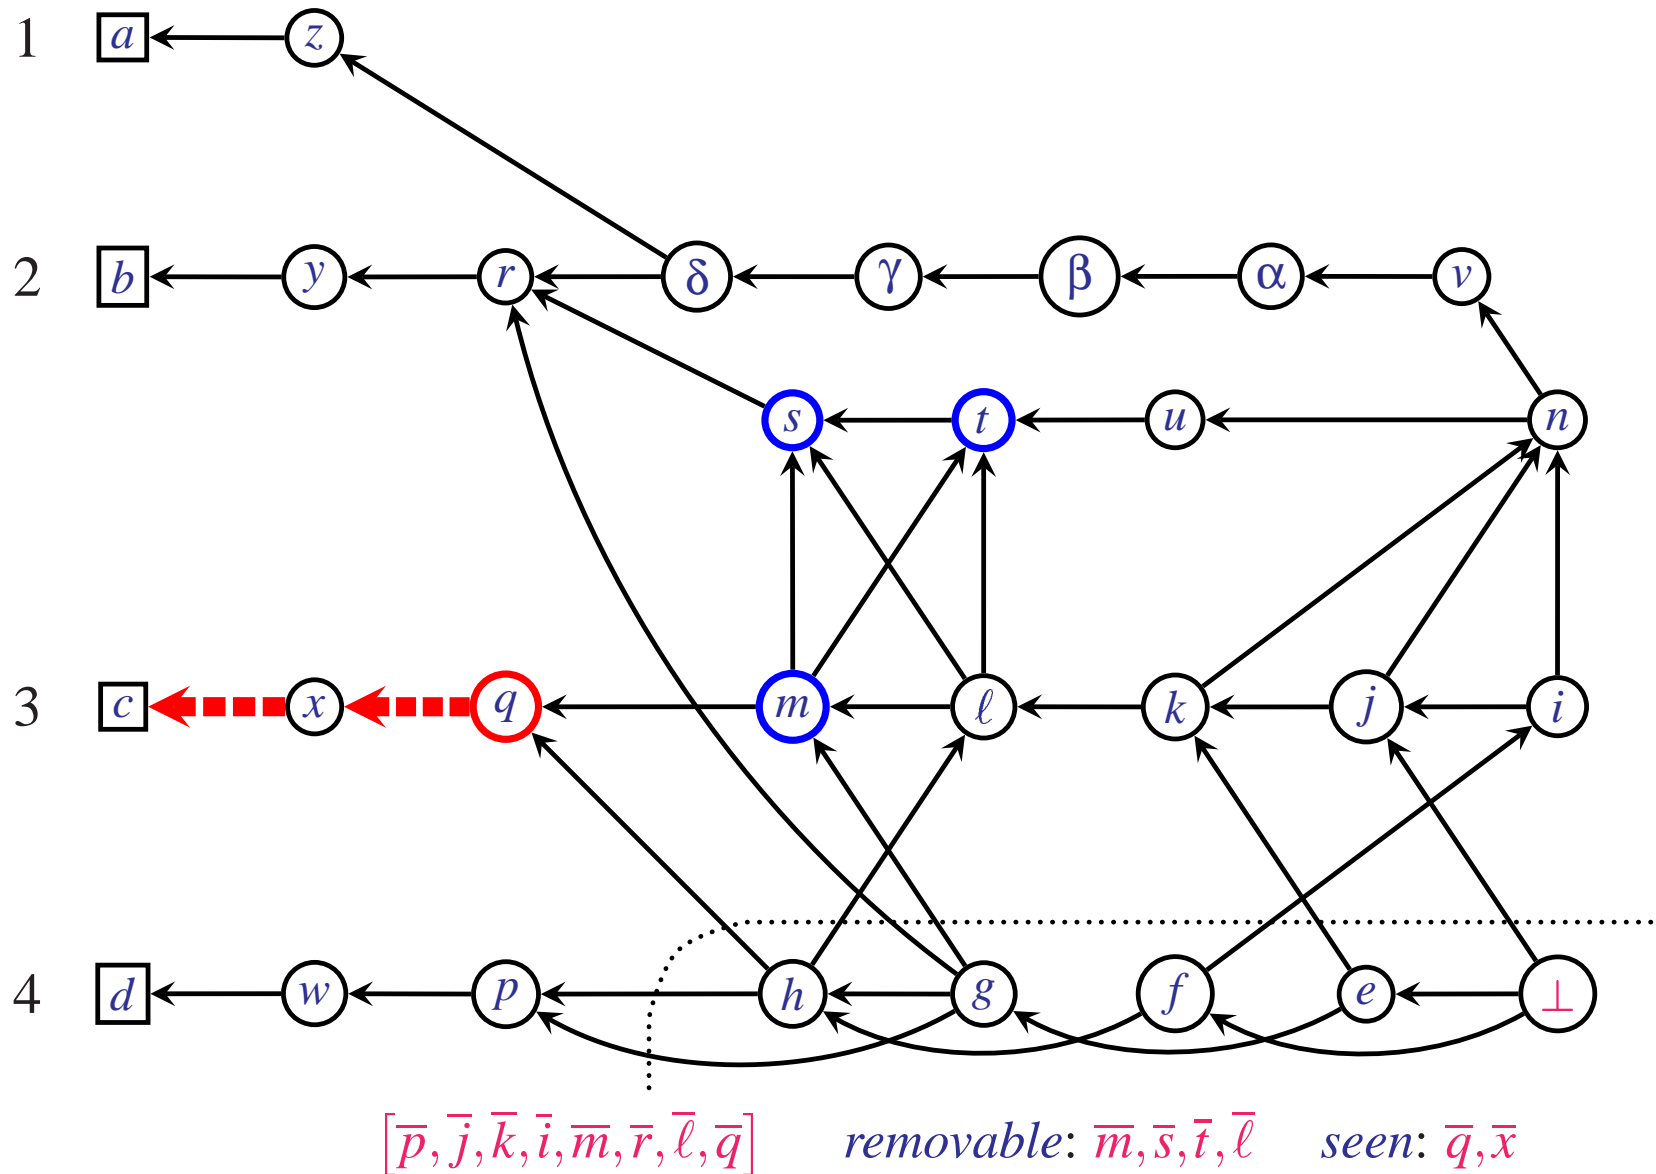 1 a z
2 b y r δ γ β α v
s t u n
3 c x q m ℓ k j i
4 d w p h g f e ⊥
[p̅, j̅, k̅, i̅, m̅, r̅, ℓ̅, q̅] removable: m̅, s̅, t̅, ℓ̅ seen: q̅, x̅